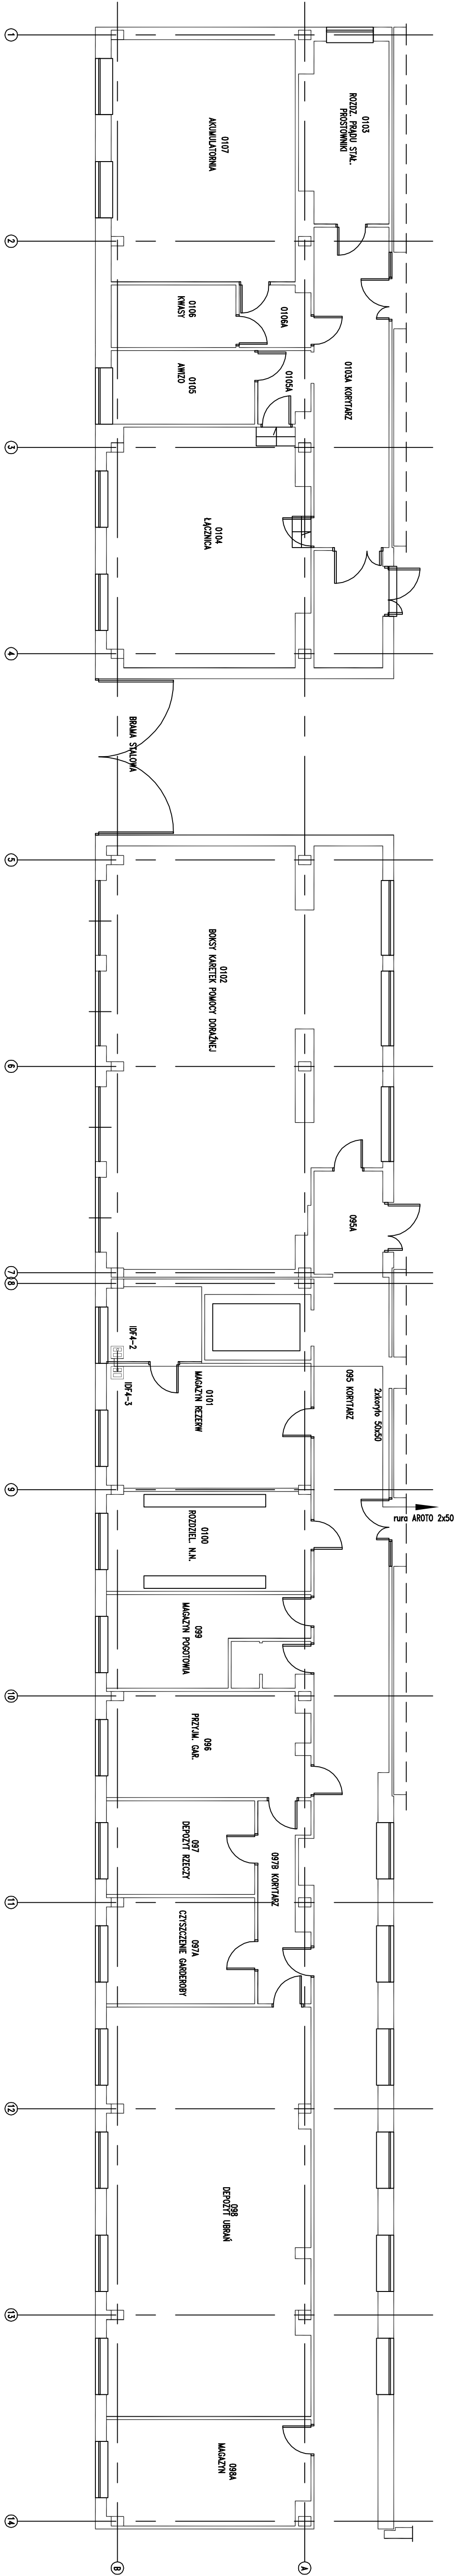 1
0103
ROZDZ. PRĄDU STAŁ.
PROSTOWNIKI
0107
AKUMULATORNIA
2
0106A
0106
KWASY
0103A KORYTARZ
0105A
0105
AWIZO
3
0104
ŁĄCZNICA
4
BRAMA STALOWA
5
0102
BOKSY KARETEK POMOCY DORAŹNEJ
6
095A
7
8
IDF4-2
IDF4-3
0101
MAGAZYN REZERW
095 KORYTARZ
2xkoryto 50x50
9
rura AROTO 2x50
0100
ROZDZIEL. N.N.
099
MAGAZYN POGOTOWIA
10
096
PRZYJM. GAR.
097
DEPOZYT RZECZY
097B KORYTARZ
11
097A
CZYSZCZENIE GARDEROBY
12
098
DEPOZYT UBRAŃ
13
098A
MAGAZYN
14
B
A